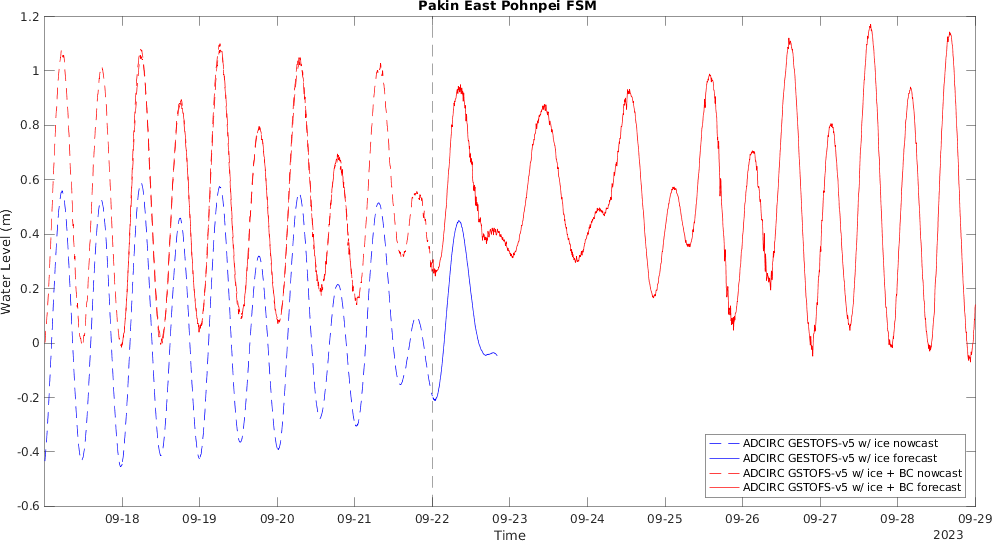 Pakin East Pohnpei FSM
1.2
1
0.8
0.6
0.4
0.2
0
-0.2
-0.4
-0.6
Water Level (m)
09-18 09-19 09-20 09-21 09-22 09-23 09-24 09-25 09-26 09-27 09-28 09-29
Time
2023
ADCIRC GESTOFS-v5 w/ ice nowcast
ADCIRC GESTOFS-v5 w/ ice forecast
ADCIRC GSTOFS-v5 w/ ice + BC nowcast
ADCIRC GSTOFS-v5 w/ ice + BC forecast